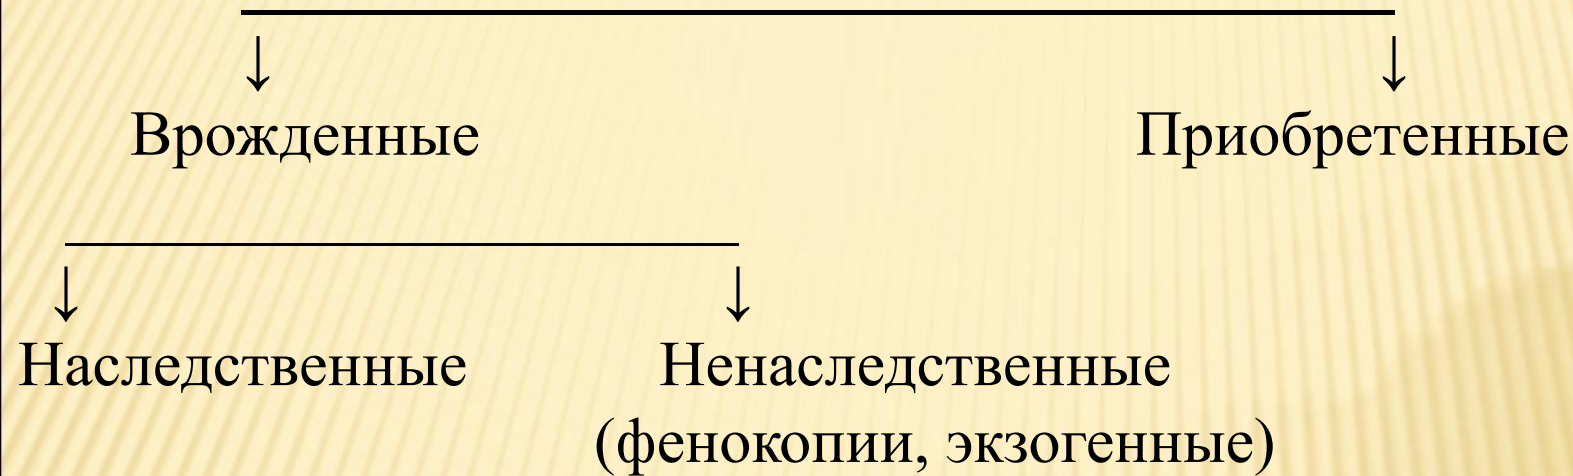 ↓ ↓
Врожденные Приобретенные
↓ ↓
Наследственные Ненаследственные
(фенокопии, экзогенные)